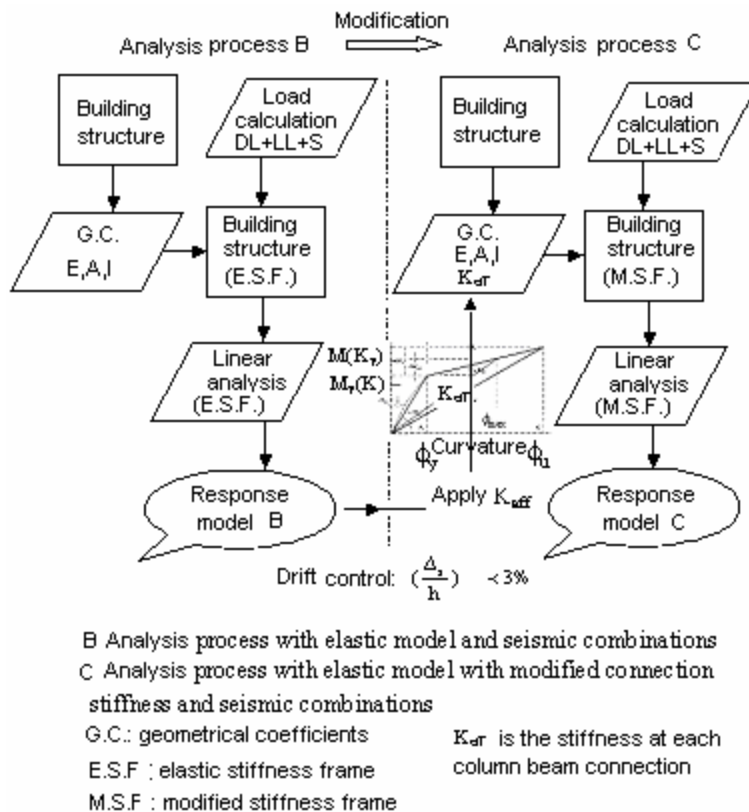 Modification
Analysis process B
Analysis process C
Building
structure
Load
calculation
DL+LL+S
G.C.
E,A,I
Building
structure
(E.S.F.)
Linear
analysis
(E.S.F.)
Response
model B
Building
structure
Load
calculation
DL+LL+S
G.C.
E,A,I
Keff
Building
structure
(M.S.F.)
M(Kᵧ)
Mᵧ(K)
Keff
Curvature
ϕy
ϕu
Linear
analysis
(M.S.F.)
Apply Keff
Response
model C
Drift control: (Δs/h) <3%
B Analysis process with elastic model and seismic combinations
C Analysis process with elastic model with modified connection
stiffness and seismic combinations
G.C.: geometrical coefficients
E.S.F : elastic stiffness frame
M.S.F : modified stiffness frame
Keff is the stiffness at each
column beam connection